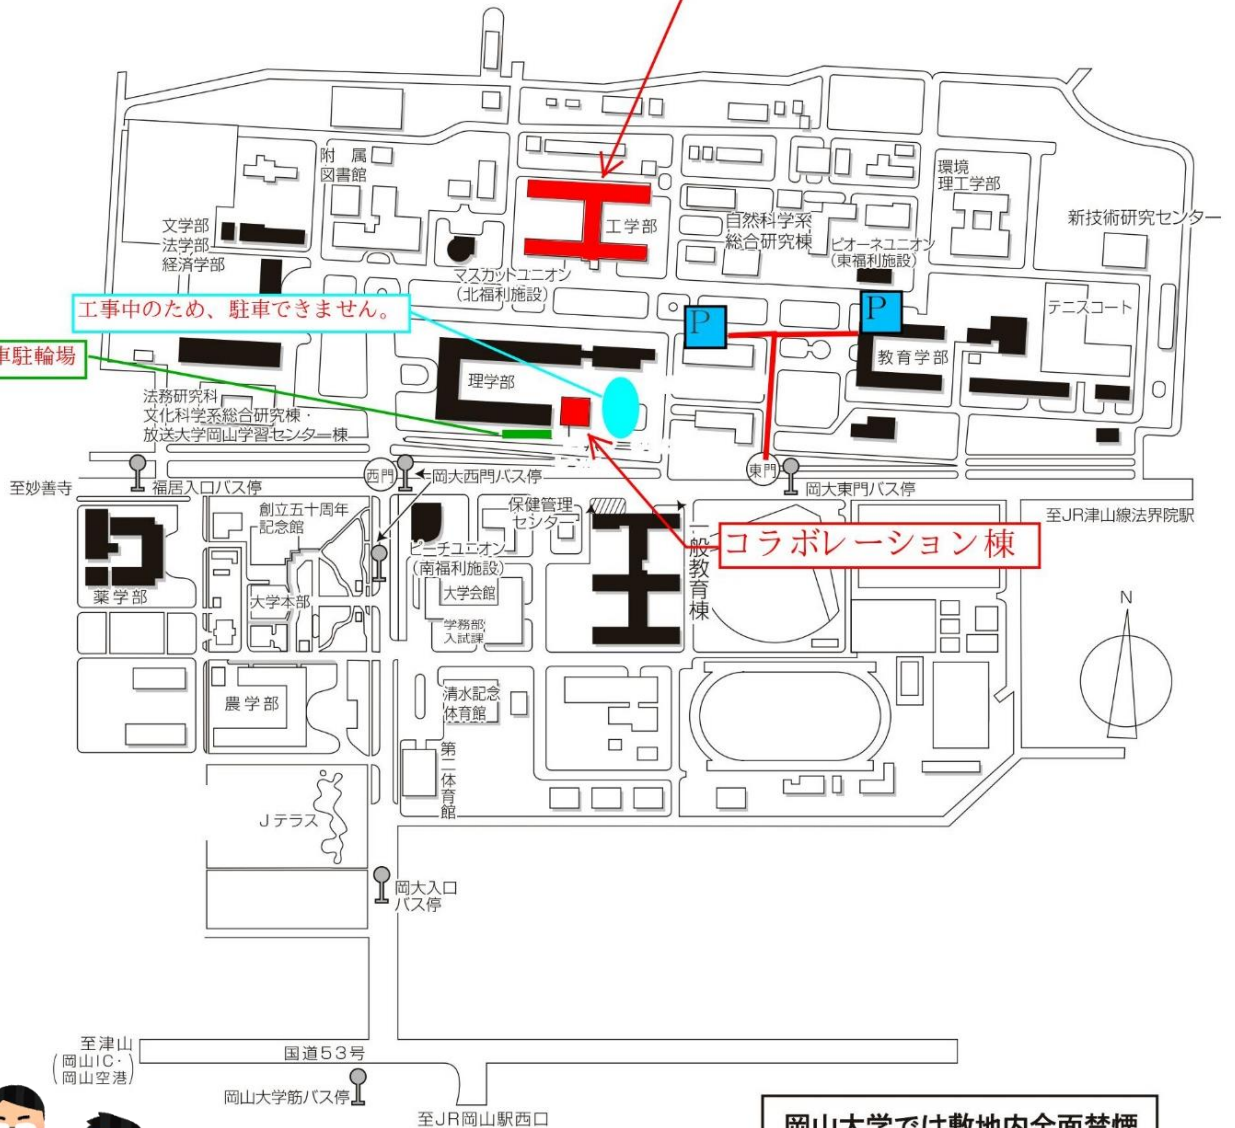 附　属
図書館
環境
理工学部
新技術研究センター
文学部
法学部
経済学部
工学部
自然科学系
総合研究棟
ピオーネユニオン
(東福利施設)
マスカットユニオン
(北福利施設)
工事中のため、駐車できません。
P
P
テニスコート
車駐輪場
理学部
教育学部
法務研究科
文化科学系総合研究棟・
放送大学岡山学習センター棟
至妙善寺
福居入口バス停
西門
岡大西門バス停
東門
岡大東門バス停
至JR津山線法界院駅
創立五十周年
記念館
保健管理
センター
コラボレーション棟
一般教育棟
ピーチユニオン
(南福利施設)
薬学部
大学本部
大学会館
学務部
入試課
N
農学部
清水記念
体育館
第二体育館
Jテラス
岡大入口
バス停
至津山
(岡山IC・)
岡山空港
国道53号
岡山大学筋バス停
至JR岡山駅西口
岡山大学では敷地内全面禁煙